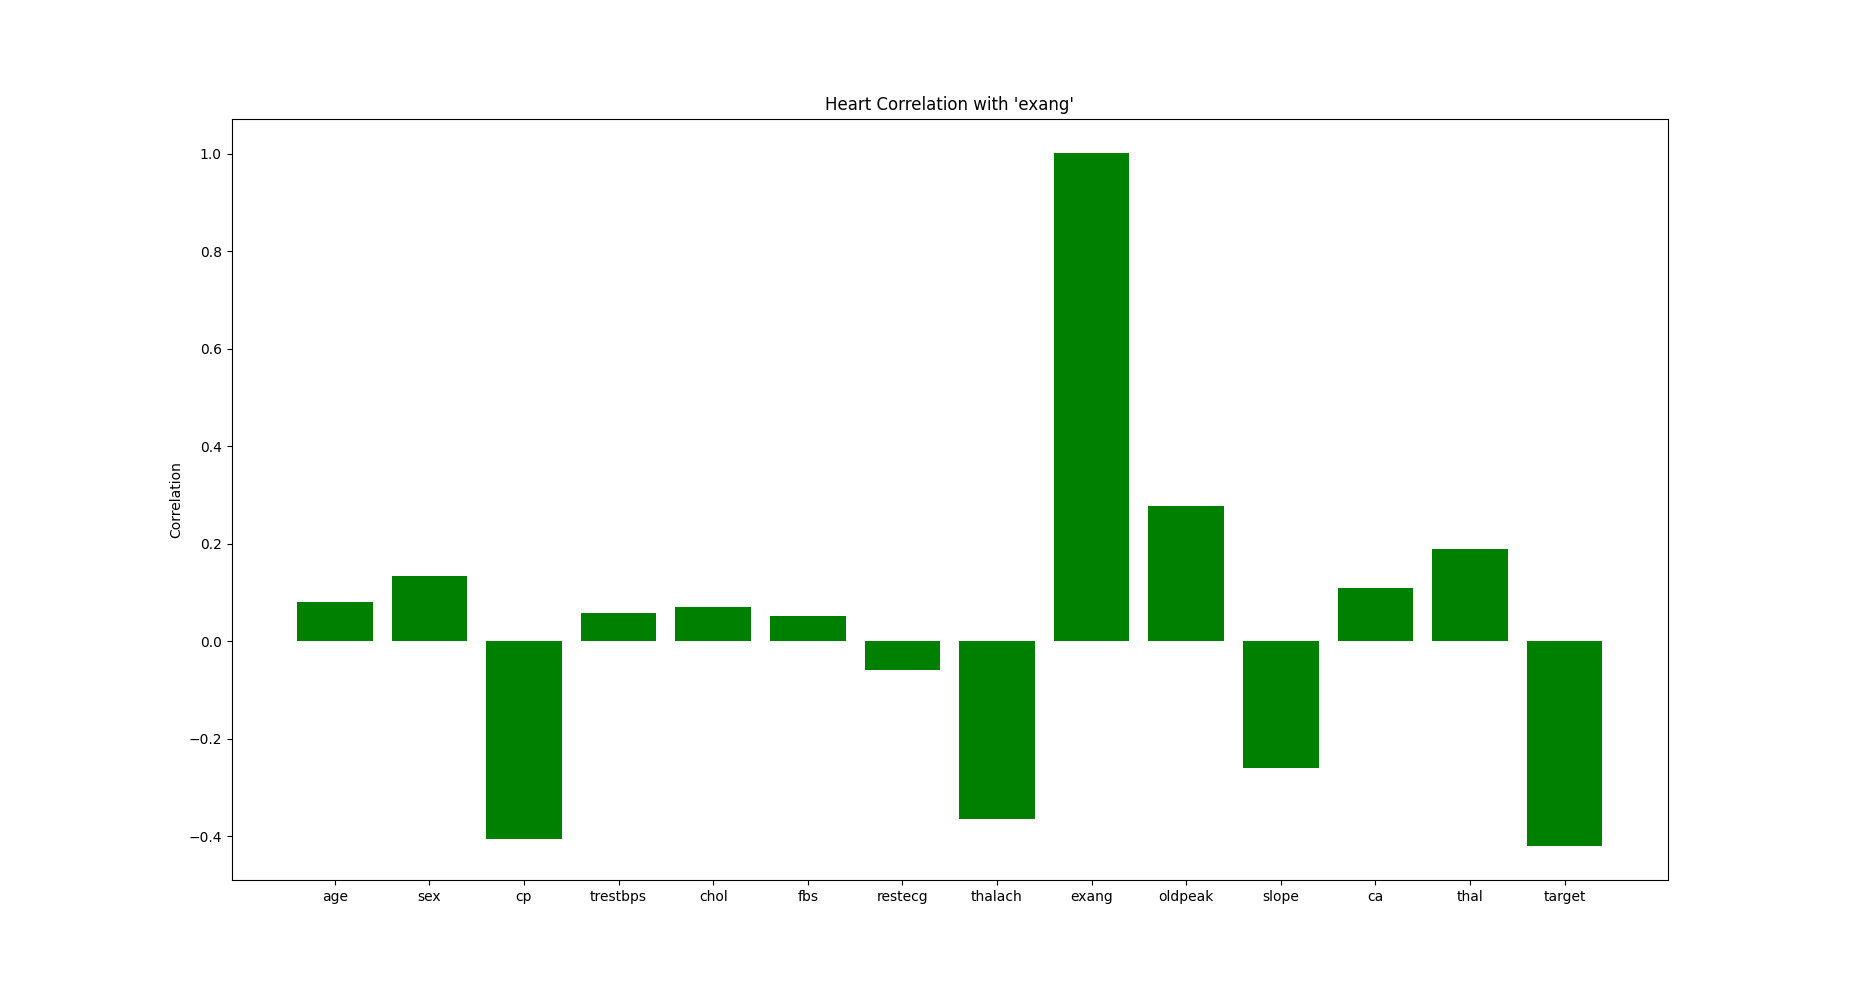 Heart Correlation with 'exang'
Correlation
1.0
0.8
0.6
0.4
0.2
0.0
−0.2
−0.4
age sex cp trestbps chol fbs restecg thalach exang oldpeak slope ca thal target